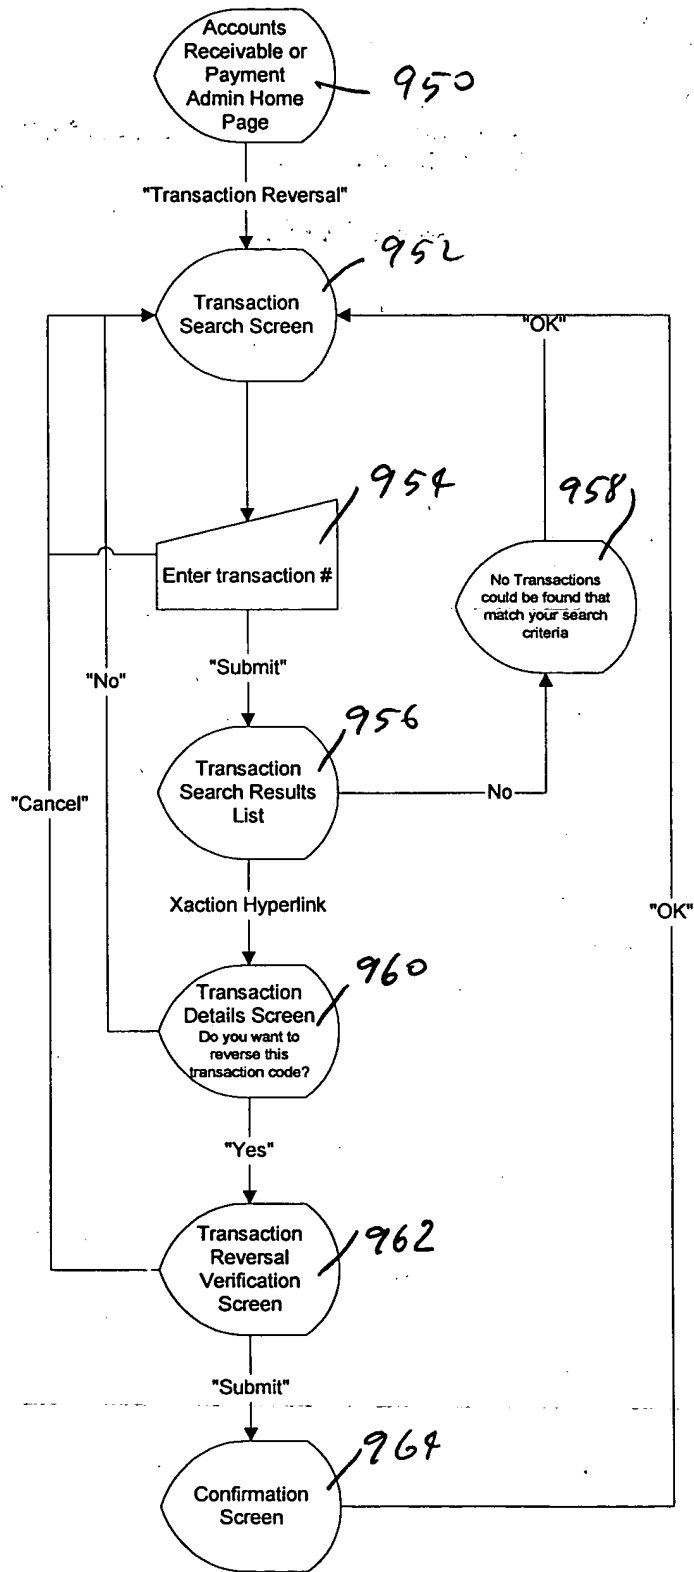 Accounts
Receivable or
Payment
Admin Home
Page
950
"Transaction Reversal"
952
Transaction
Search Screen
"OK"
954
958
Enter transaction #
No Transactions
could be found that
match your search
criteria
"Submit"
"No"
956
Transaction
Search Results
List
No
"Cancel"
Xaction Hyperlink
"OK"
960
Transaction
Details Screen
Do you want to
reverse this
transaction code?
"Yes"
962
Transaction
Reversal
Verification
Screen
"Submit"
964
Confirmation
Screen